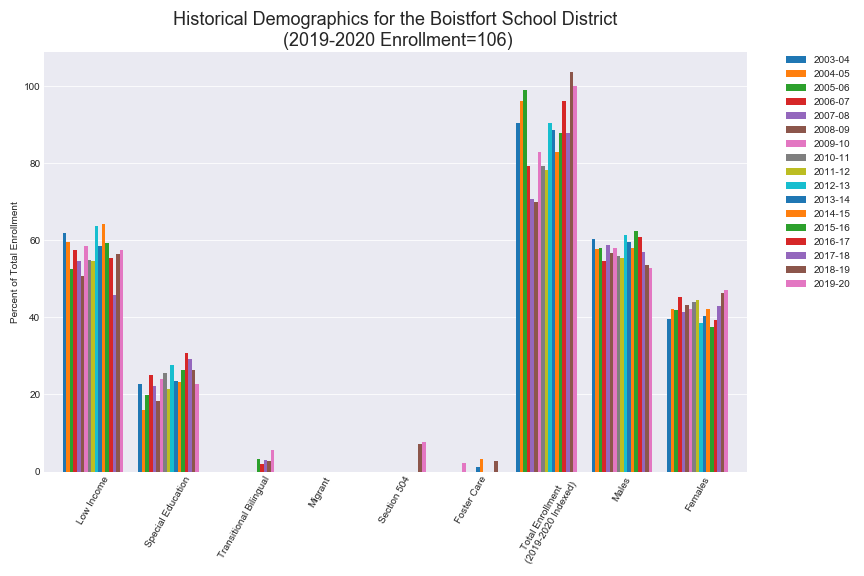 Historical Demographics for the Boistfort School District
(2019-2020 Enrollment=106)
Percent of Total Enrollment
100
80
60
40
20
0
Low Income
Special Education
Transitional Bilingual
Migrant
Section 504
Foster Care
Total Enrollment
(2019-2020 Indexed)
Males
Females
2003-04
2004-05
2005-06
2006-07
2007-08
2008-09
2009-10
2010-11
2011-12
2012-13
2013-14
2014-15
2015-16
2016-17
2017-18
2018-19
2019-20